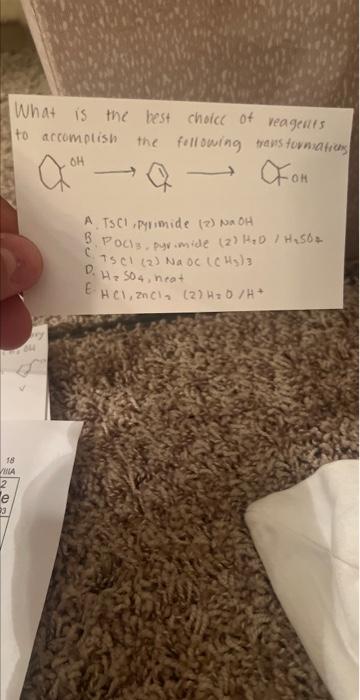 What is the best choice of reagents
to accomplish the following transformations
OH
OH
A. TsCl, pyrimide (2) NaOH
B. POCl3, pyrimide (2) H2O / H2SO4
C. TSCl (2) NaOC(CH3)3
D. H2SO4, heat
E. HCl, ZnCl2 (2) H2O /H+
18
VIIIA
2